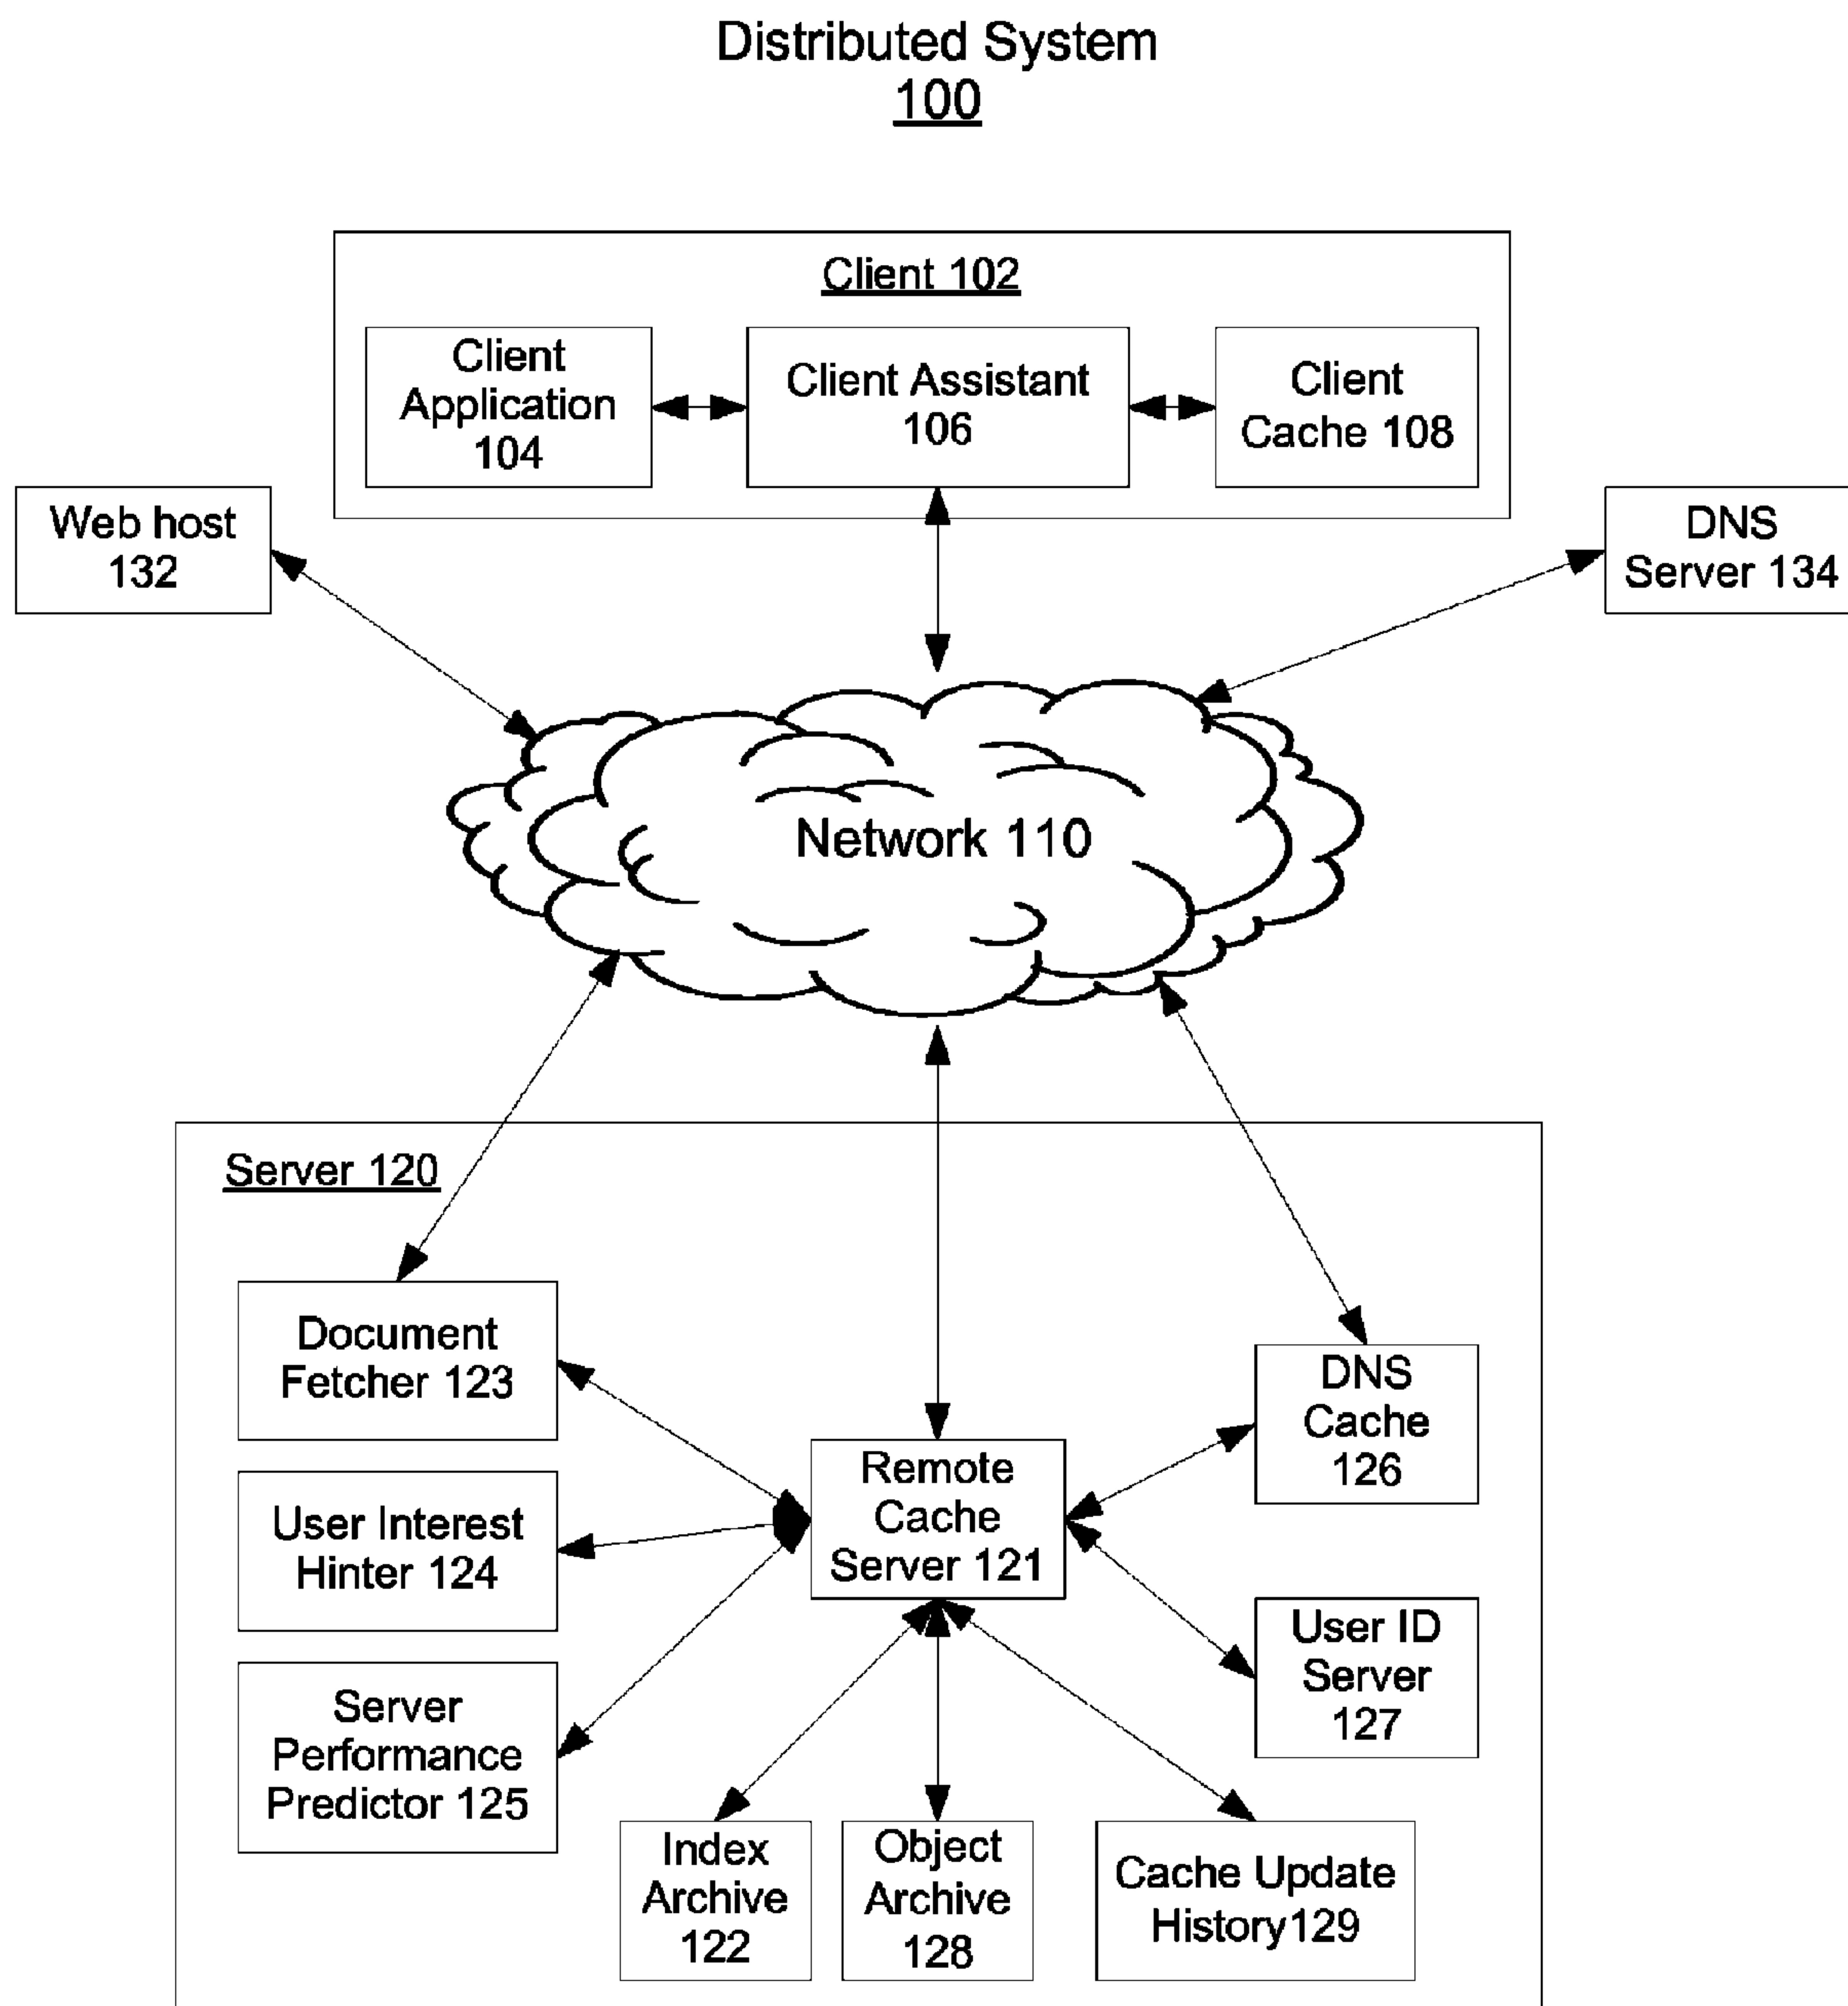 Distributed System
100
Client 102
Client
Application
104
Client Assistant
106
Client
Cache 108
Web host
132
DNS
Server 134
Network 110
Server 120
Document
Fetcher 123
User Interest
Hinter 124
Server
Performance
Predictor 125
Remote
Cache
Server 121
DNS
Cache
126
User ID
Server
127
Index
Archive
122
Object
Archive
128
Cache Update
History129